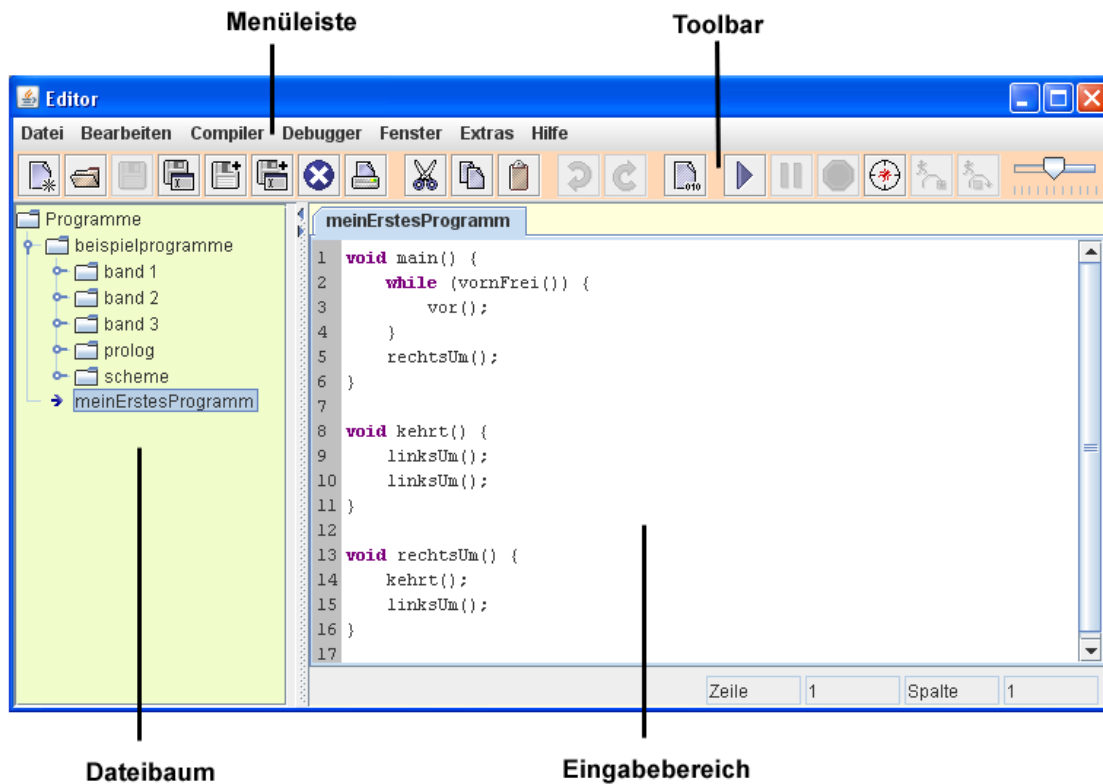 Menüleiste
Toolbar
Editor
Datei Bearbeiten Compiler Debugger Fenster Extras Hilfe
010
Programme
beispielprogramme
band 1
band 2
band 3
prolog
scheme
meinErstesProgramm
meinErstesProgramm
1 void main() {
2     while (vornFrei()) {
3         vor();
4     }
5     rechtsUm();
6 }
7
8 void kehrt() {
9     linksUm();
10     linksUm();
11 }
12
13 void rechtsUm() {
14     kehrt();
15     linksUm();
16 }
17
Zeile 1 Spalte 1
Dateibaum
Eingabebereich